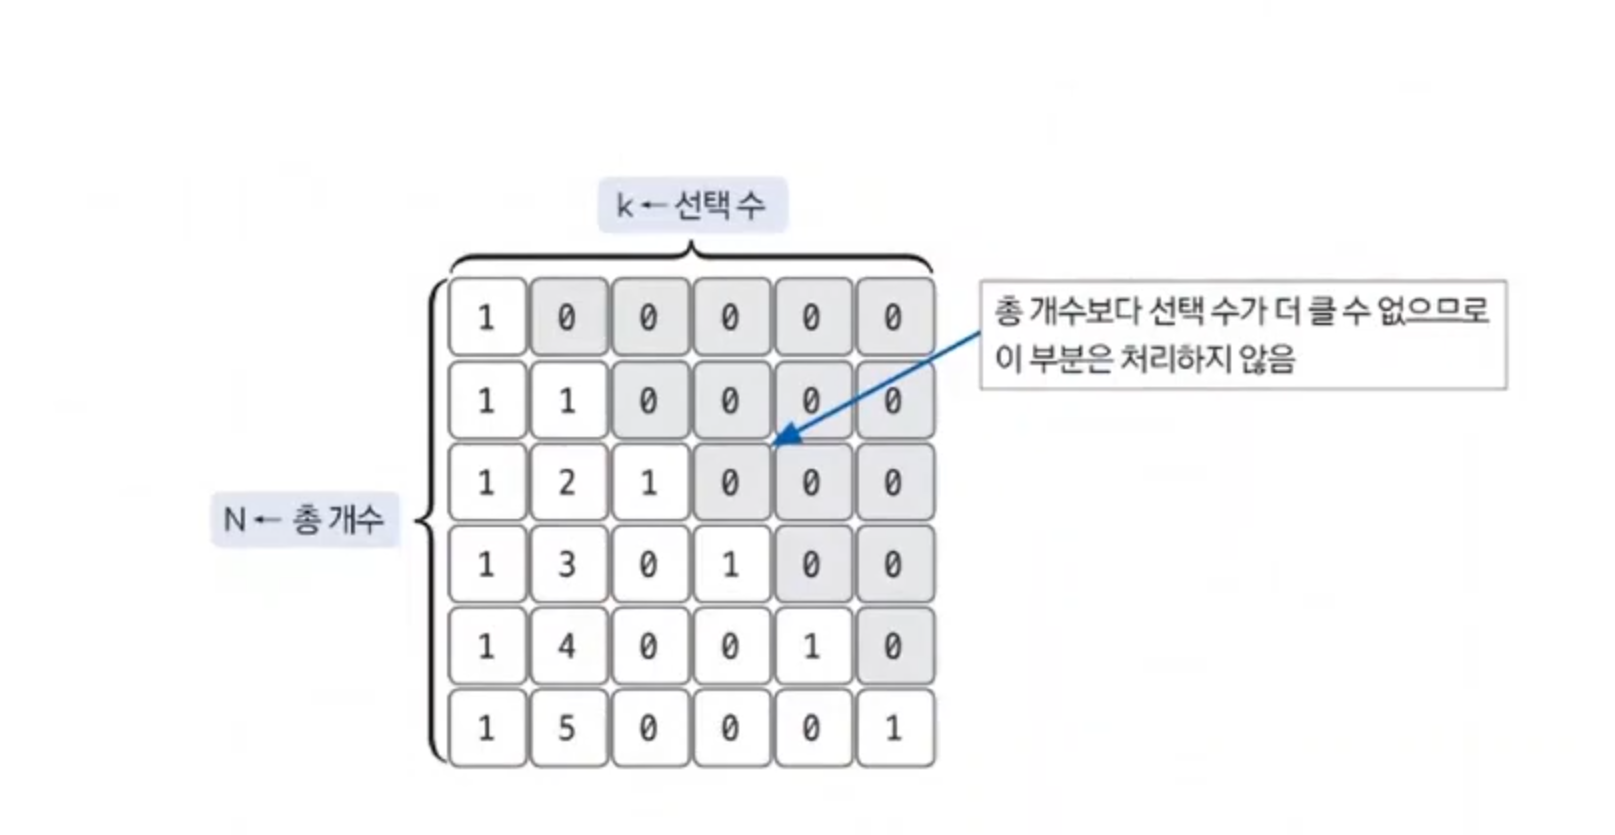 k ← 선택 수
1 0 0 0 0 0
총 개수보다 선택 수가 더 클 수 없으므로
이 부분은 처리하지 않음
1 1 0 0 0 0
1 2 1 0 0 0
N ← 총 개수
1 3 0 1 0 0
1 4 0 0 1 0
1 5 0 0 0 1